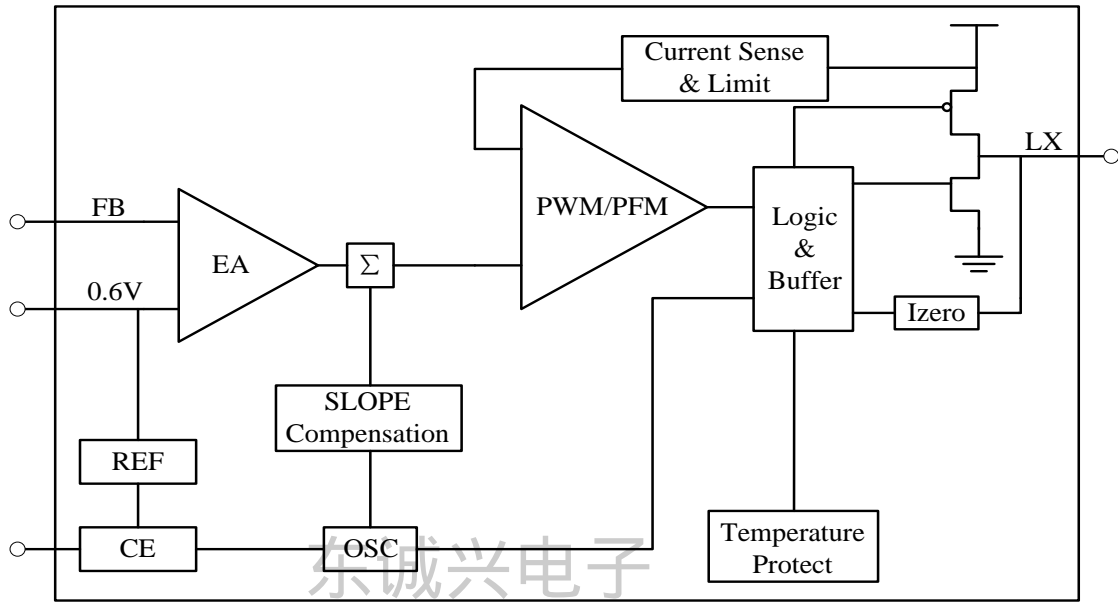 Current Sense
& Limit
LX
PWM/PFM
FB
Logic
&
Buffer
EA
Σ
0.6V
Izero
SLOPE
Compensation
REF
Temperature
Protect
CE
OSC
东诚兴电子